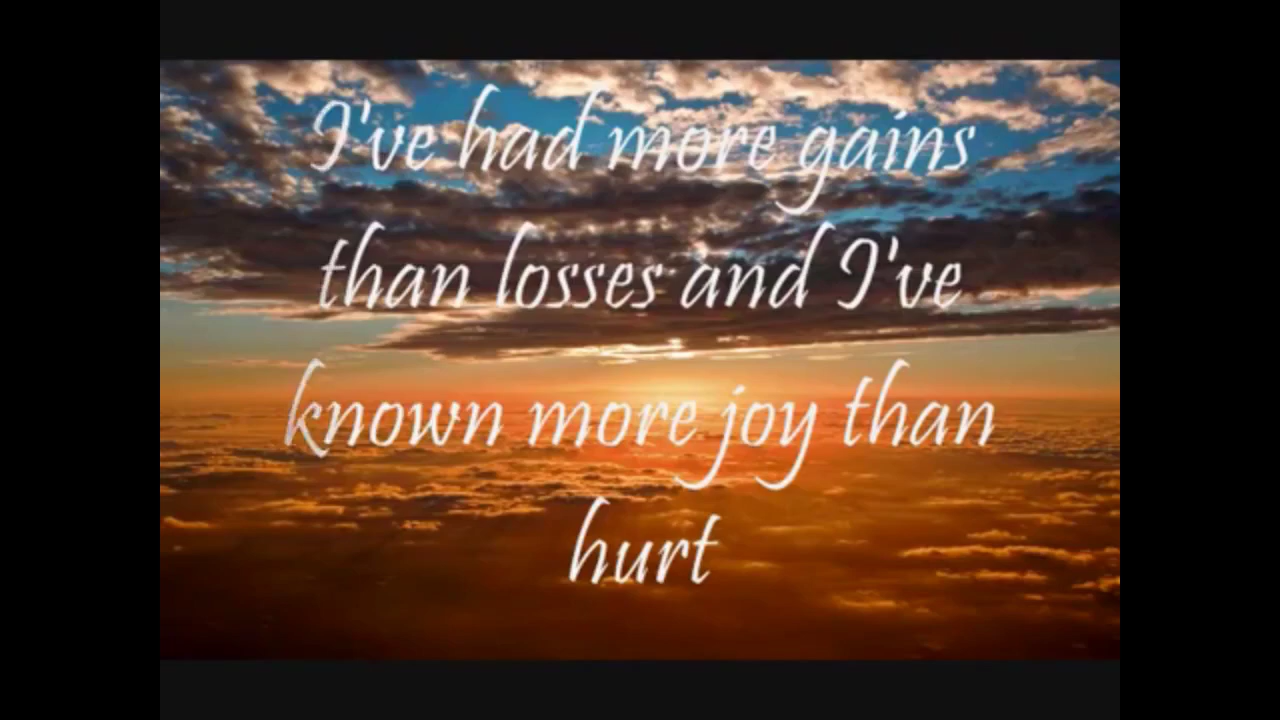 I've had more gains
than losses and I've
known more joy than
hurt